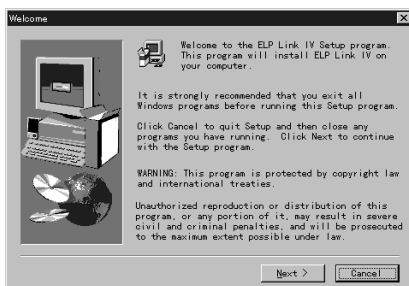 Welcome
Welcome to the ELP Link IV Setup program.
This program will install ELP Link IV on
your computer.
It is strongly recommended that you exit all
Windows programs before running this Setup program.
Click Cancel to quit Setup and then close any
programs you have running. Click Next to continue
with the Setup program.
WARNING: This program is protected by copyright law
and international treaties.
Unauthorized reproduction or distribution of this
program, or any portion of it, may result in severe
civil and criminal penalties, and will be prosecuted
to the maximum extent possible under law.
Next >
Cancel